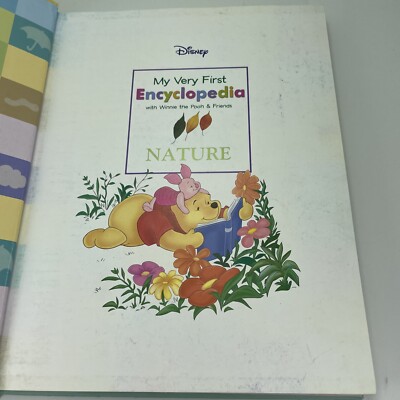 Disney
My Very First
Encyclopedia
with Winnie the Pooh & Friends
NATURE